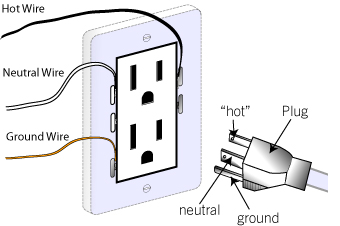 Hot Wire
Neutral Wire
Ground Wire
“hot”
Plug
neutral
ground